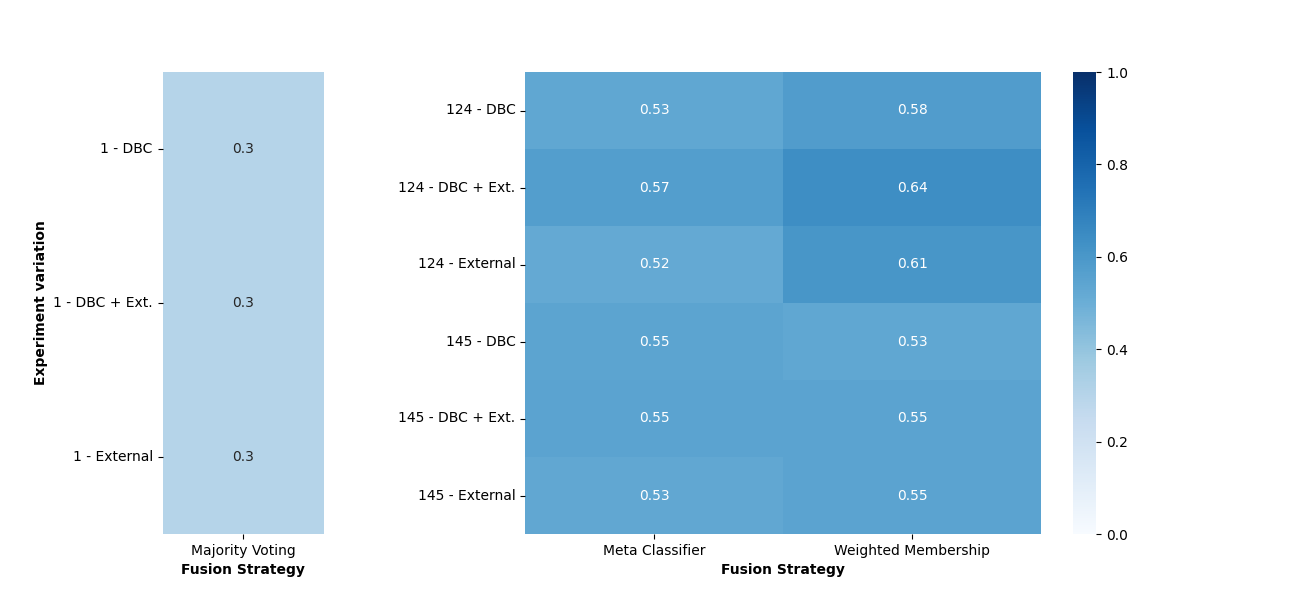 Experiment variation
1 - DBC
0.3
1 - DBC + Ext.
0.3
1 - External
0.3
Majority Voting
Fusion Strategy
124 - DBC
0.53
0.58
124 - DBC + Ext.
0.57
0.64
124 - External
0.52
0.61
145 - DBC
0.55
0.53
145 - DBC + Ext.
0.55
0.55
145 - External
0.53
0.55
Meta Classifier
Weighted Membership
Fusion Strategy
1.0
0.8
0.6
0.4
0.2
0.0